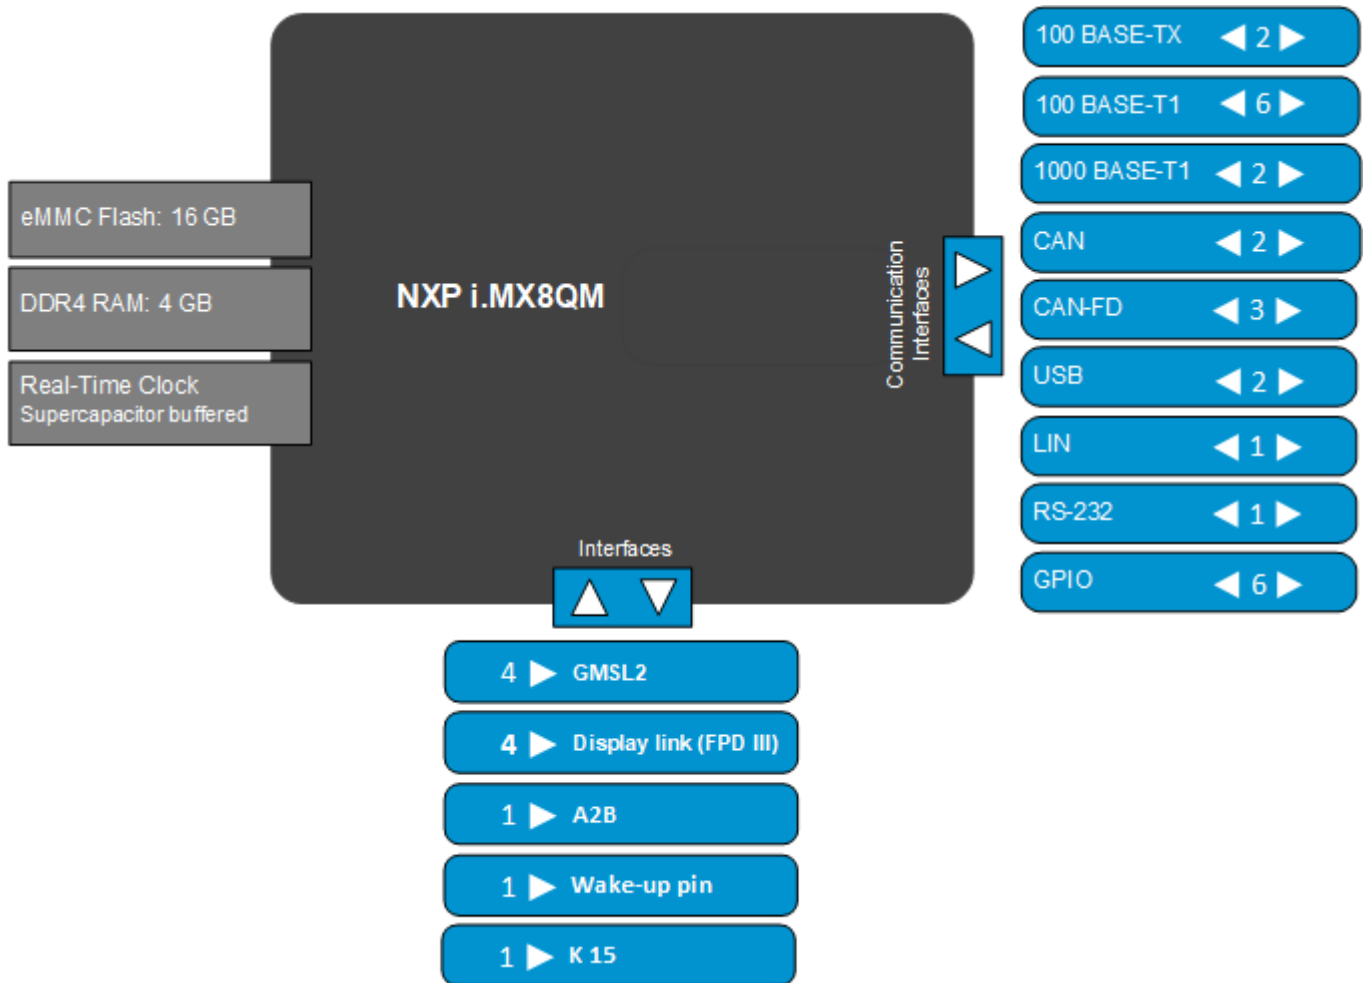 eMMC Flash: 16 GB
DDR4 RAM: 4 GB
Real-Time Clock
Supercapacitor buffered
NXP i.MX8QM
Communication
Interfaces
100 BASE-TX 2
100 BASE-T1 6
1000 BASE-T1 2
CAN 2
CAN-FD 3
USB 2
LIN 1
RS-232 1
GPIO 6
Interfaces
4 GMSL2
4 Display link (FPD III)
1 A2B
1 Wake-up pin
1 K 15